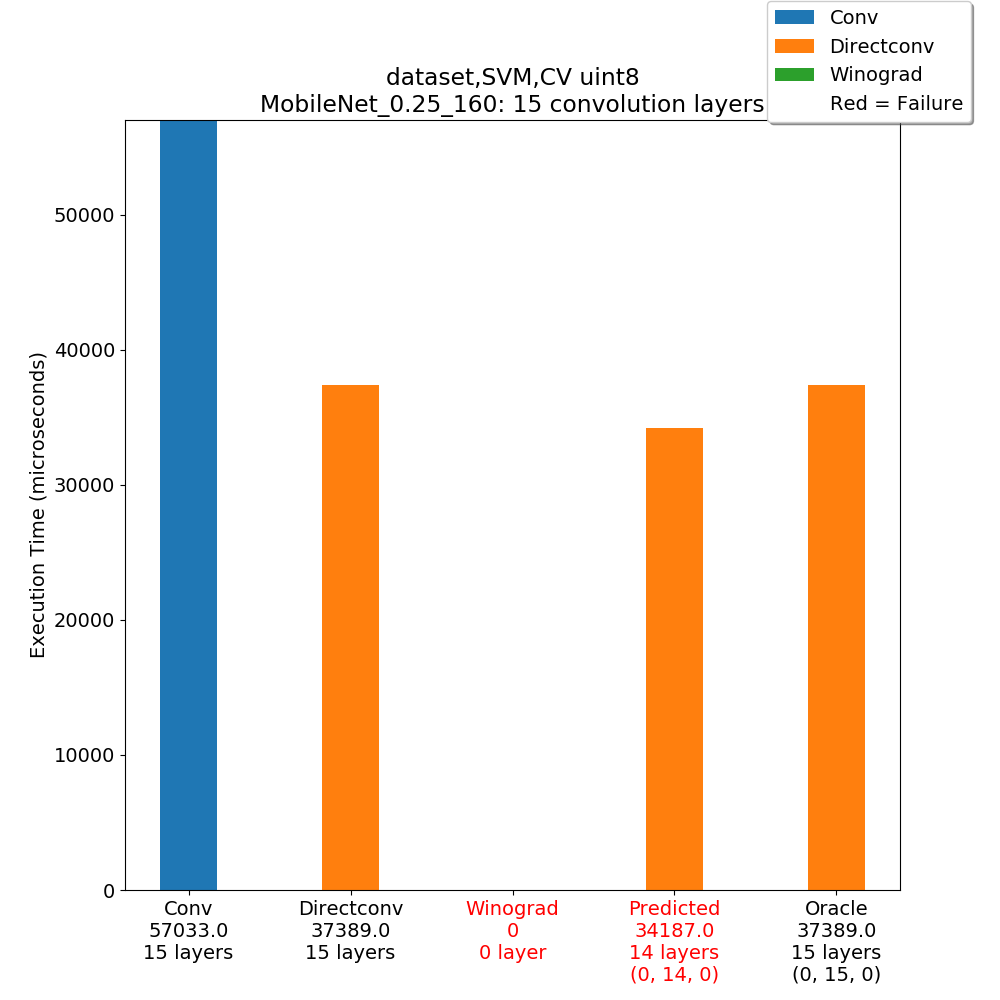 Conv
Directconv
Winograd
Red = Failure
dataset,SVM,CV uint8
MobileNet_0.25_160: 15 convolution layers
Execution Time (microseconds)
50000
40000
30000
20000
10000
0
Conv
57033.0
15 layers
Directconv
37389.0
15 layers
Winograd
0
0 layer
Predicted
34187.0
14 layers
(0, 14, 0)
Oracle
37389.0
15 layers
(0, 15, 0)